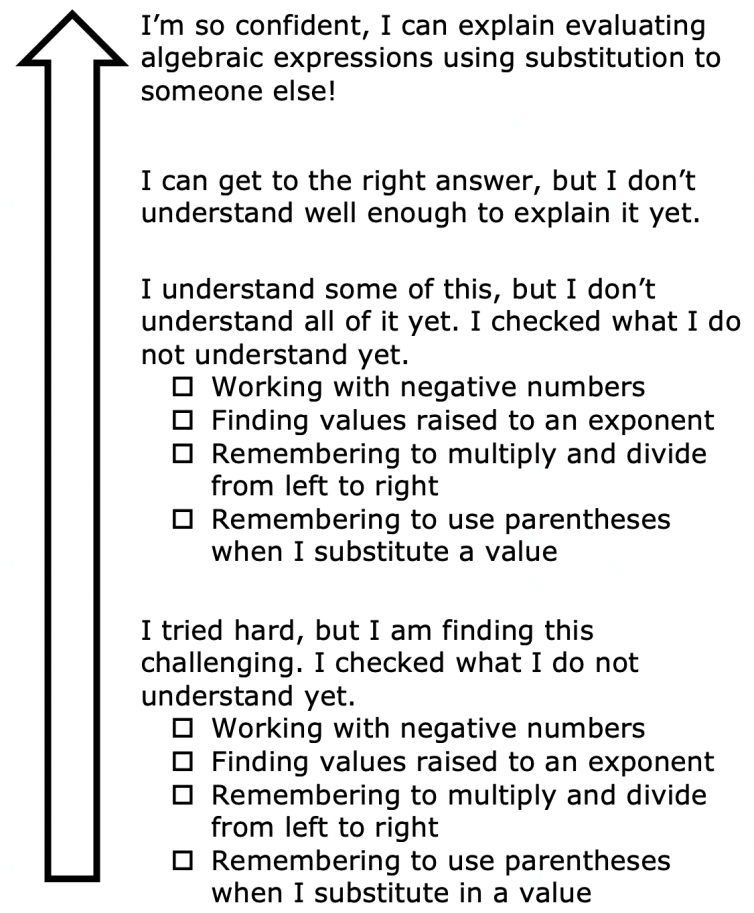 I’m so confident, I can explain evaluating
algebraic expressions using substitution to
someone else!
I can get to the right answer, but I don’t
understand well enough to explain it yet.
I understand some of this, but I don’t
understand all of it yet. I checked what I do
not understand yet.
☐ Working with negative numbers
☐ Finding values raised to an exponent
☐ Remembering to multiply and divide
from left to right
☐ Remembering to use parentheses
when I substitute a value
I tried hard, but I am finding this
challenging. I checked what I do not
understand yet.
☐ Working with negative numbers
☐ Finding values raised to an exponent
☐ Remembering to multiply and divide
from left to right
☐ Remembering to use parentheses
when I substitute in a value